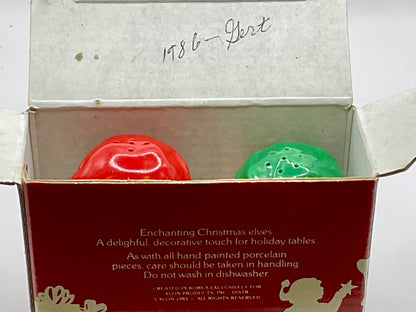 1986 - Gert
Enchanting Christmas elves.
A delightful, decorative touch for holiday tables
As with all hand painted porcelain
pieces, care should be taken in handling
Do not wash in dishwasher
CREATED IN KOREA EXCLUSIVELY FOR
AVON PRODUCTS, INC. DISTR.
©AVON 1983 - ALL RIGHTS RESERVED